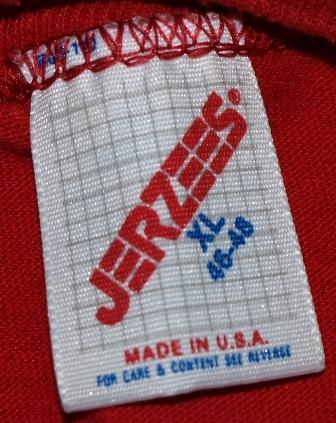 JERZEES.
XL
46-48
MADE IN U.S.A.
FOR CARE & CONTENT SEE REVERSE